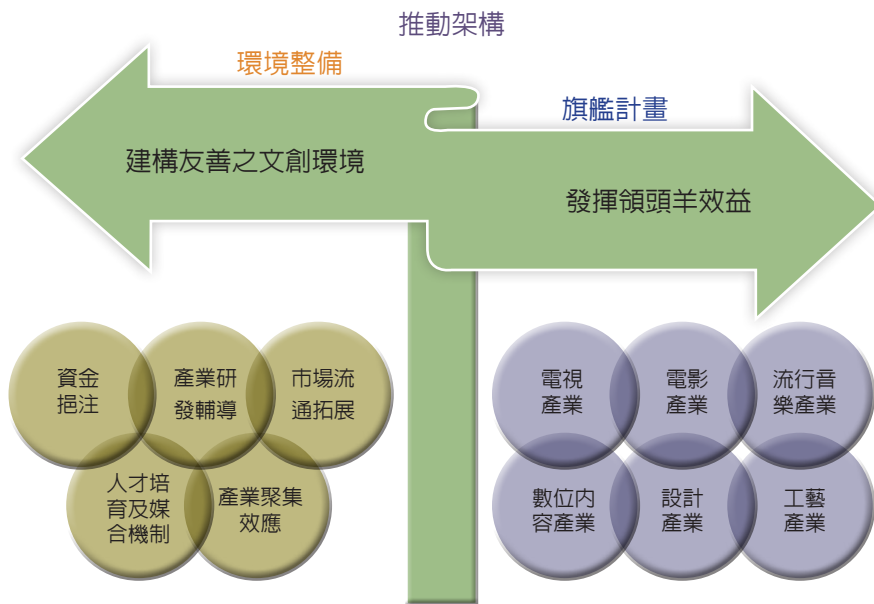 推動架構
環境整備
旗艦計畫
建構友善之文創環境
發揮領頭羊效益
資金
挹注
產業研
發輔導
市場流
通拓展
人才培
育及媒
合機制
產業聚集
效應
電視
產業
電影
產業
流行音
樂產業
數位內
容產業
設計
產業
工藝
產業